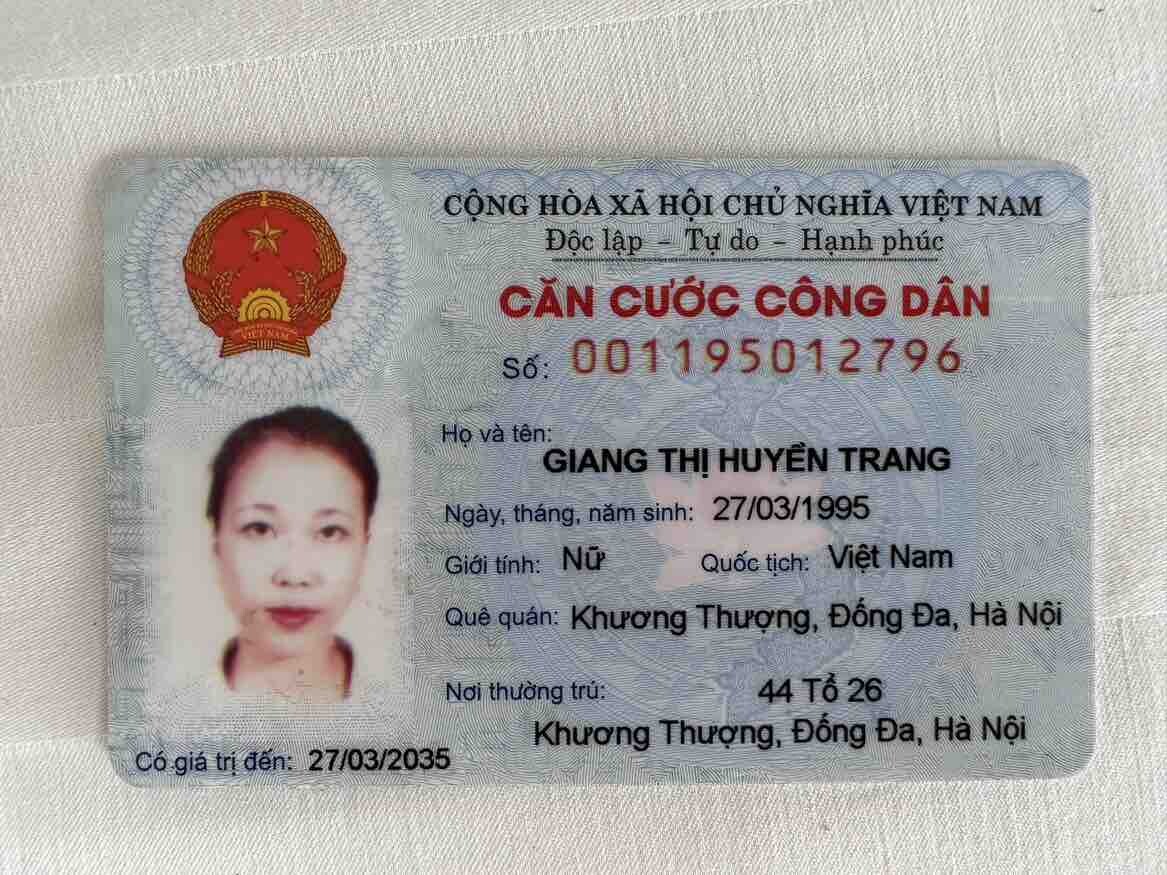 CỘNG HÒA XÃ HỘI CHỦ NGHĨA VIỆT NAM
Độc lập – Tự do – Hạnh phúc
CĂN CƯỚC CÔNG DÂN
Số: 001195012796
Họ và tên:
GIANG THỊ HUYỀN TRANG
Ngày, tháng, năm sinh: 27/03/1995
Giới tính: Nữ Quốc tịch: Việt Nam
Quê quán: Khương Thượng, Đống Đa, Hà Nội
Nơi thường trú: 44 Tổ 26
Khương Thượng, Đống Đa, Hà Nội
Có giá trị đến: 27/03/2035
VIỆT NAM